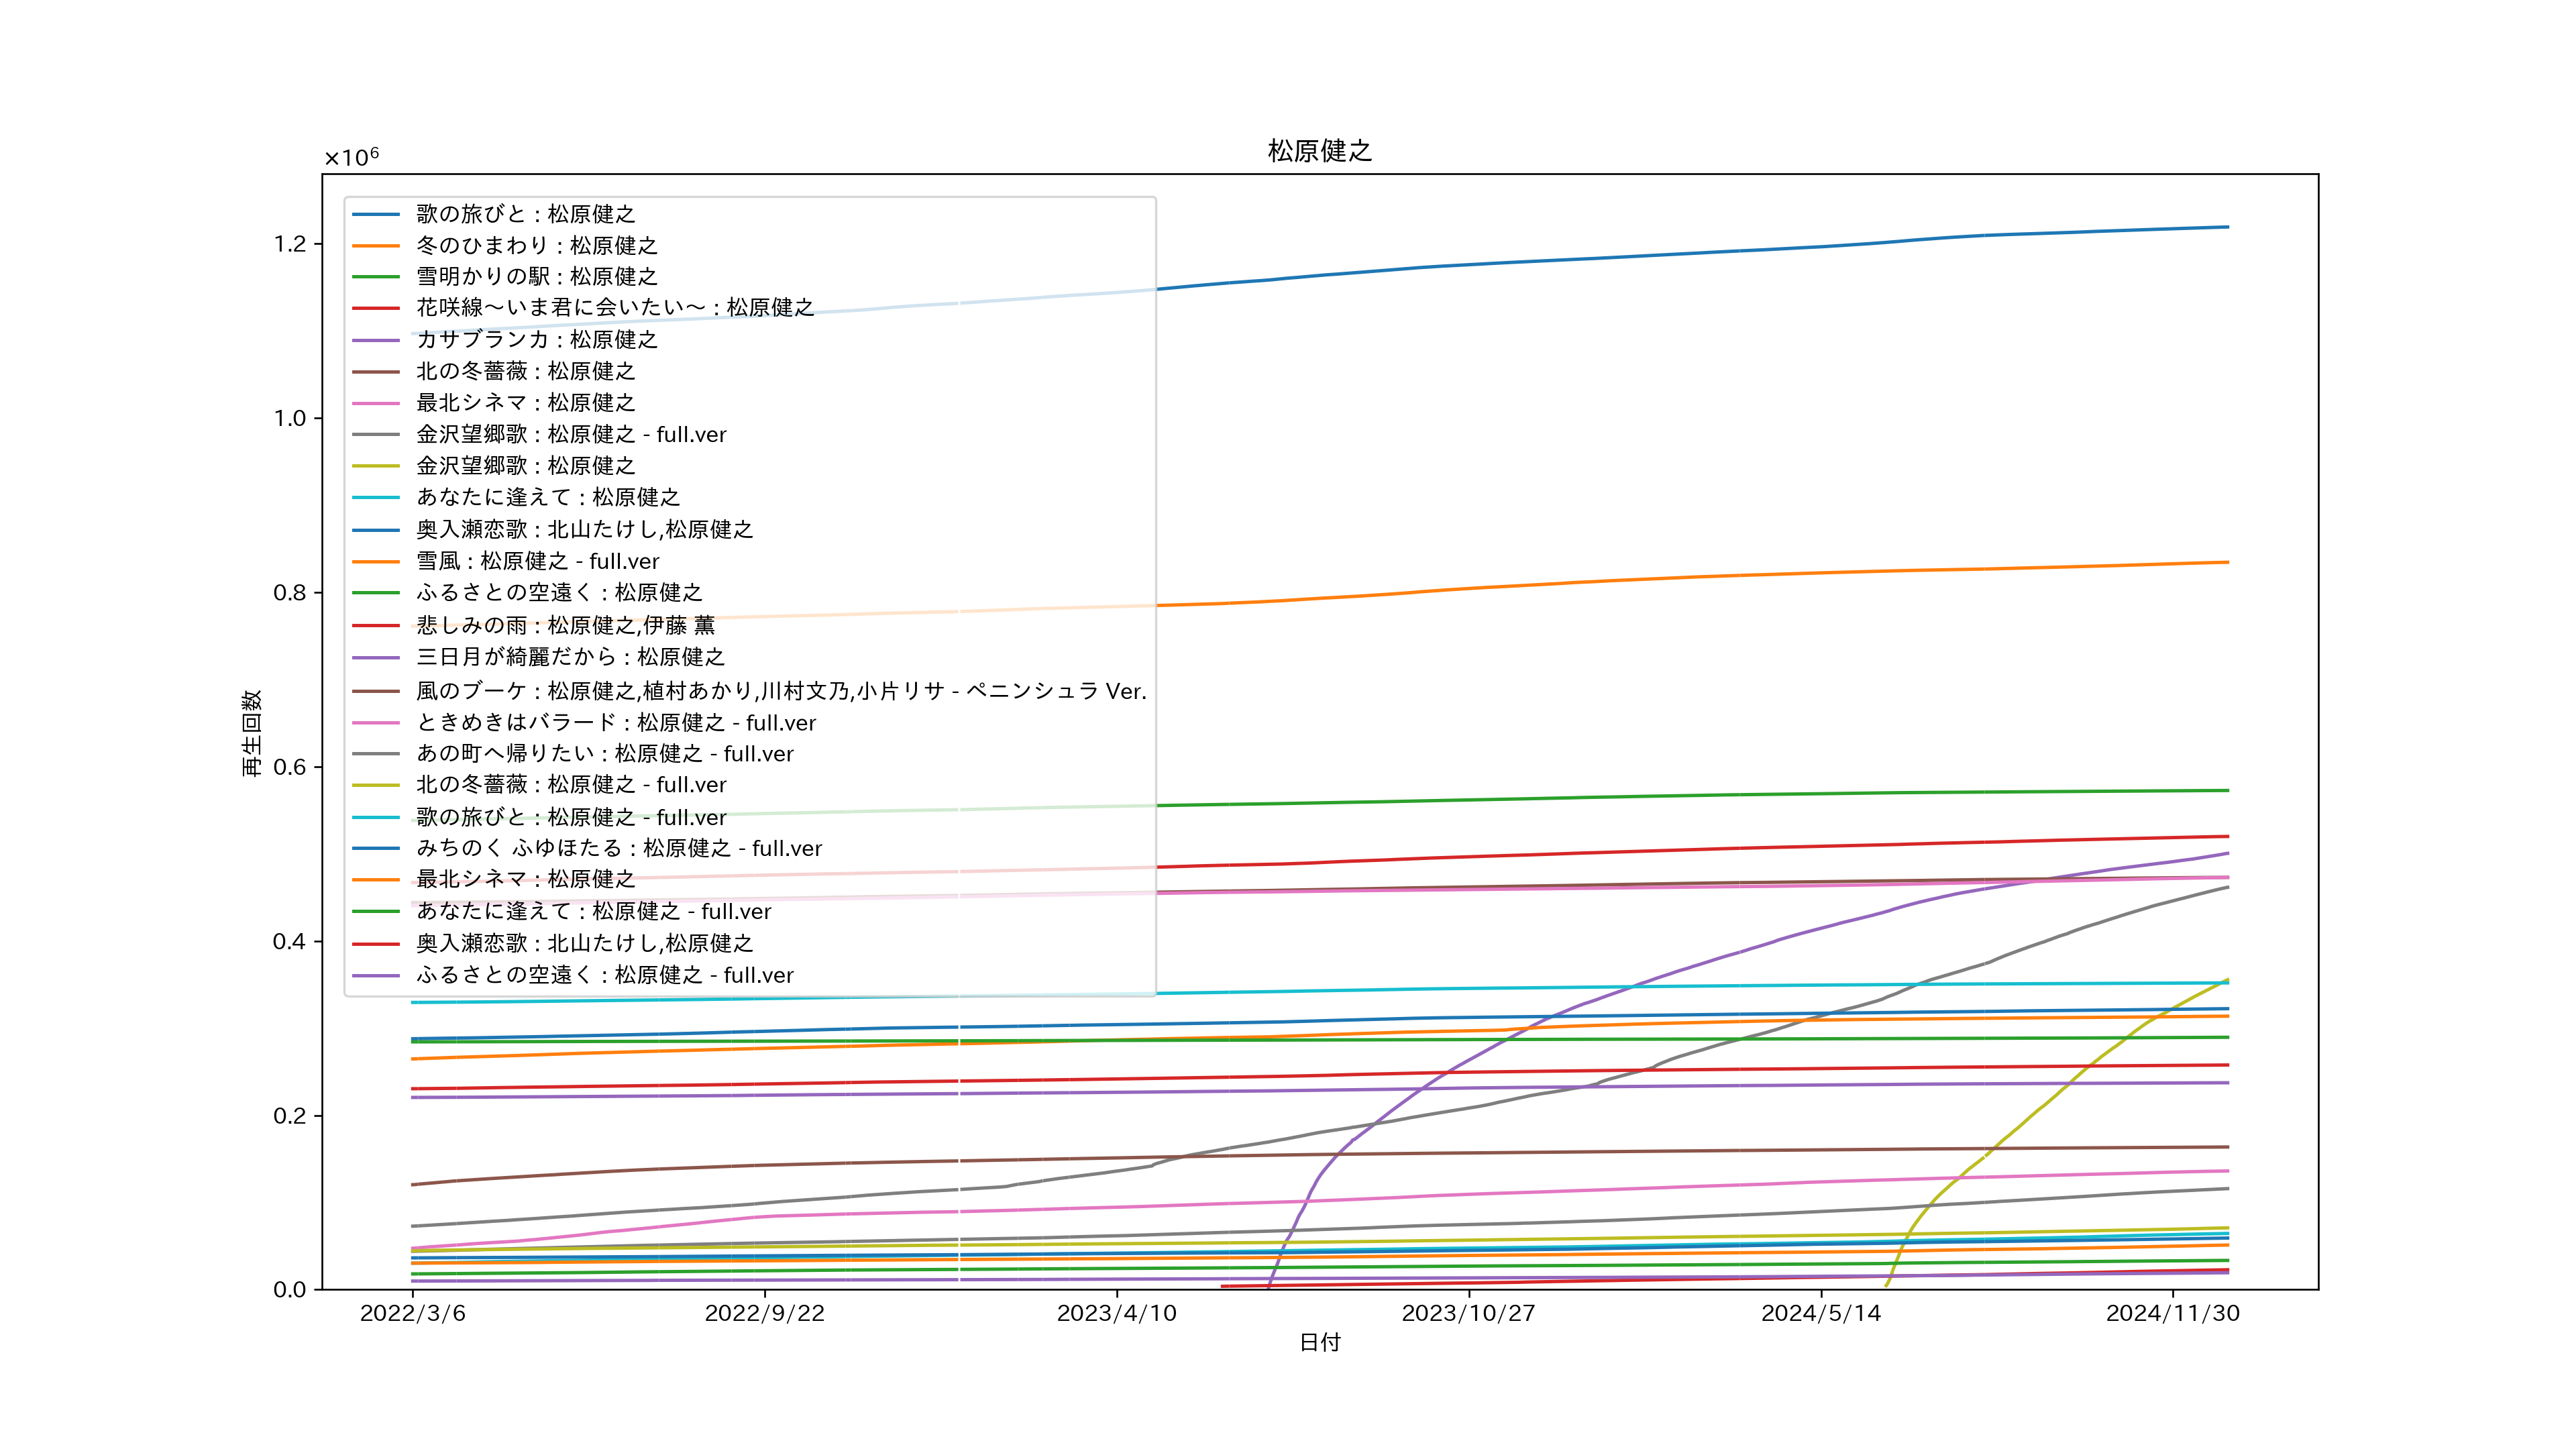 松原健之
×10⁶
歌の旅びと : 松原健之
冬のひまわり : 松原健之
雪明かりの駅 : 松原健之
花咲線〜いま君に会いたい〜 : 松原健之
カサブランカ : 松原健之
北の冬薔薇 : 松原健之
最北シネマ : 松原健之
金沢望郷歌 : 松原健之 - full.ver
金沢望郷歌 : 松原健之
あなたに逢えて : 松原健之
奥入瀬恋歌 : 北山たけし,松原健之
雪風 : 松原健之 - full.ver
ふるさとの空遠く : 松原健之
悲しみの雨 : 松原健之,伊藤 薫
三日月が綺麗だから : 松原健之
風のブーケ : 松原健之,植村あかり,川村文乃,小片リサ - ペニンシュラ Ver.
ときめきはバラード : 松原健之 - full.ver
あの町へ帰りたい : 松原健之 - full.ver
北の冬薔薇 : 松原健之 - full.ver
歌の旅びと : 松原健之 - full.ver
みちのく ふゆほたる : 松原健之 - full.ver
最北シネマ : 松原健之
あなたに逢えて : 松原健之 - full.ver
奥入瀬恋歌 : 北山たけし,松原健之
ふるさとの空遠く : 松原健之 - full.ver
1.2
1.0
0.8
0.6
0.4
0.2
0.0
再生回数
2022/3/6
2022/9/22
2023/4/10
2023/10/27
2024/5/14
2024/11/30
日付